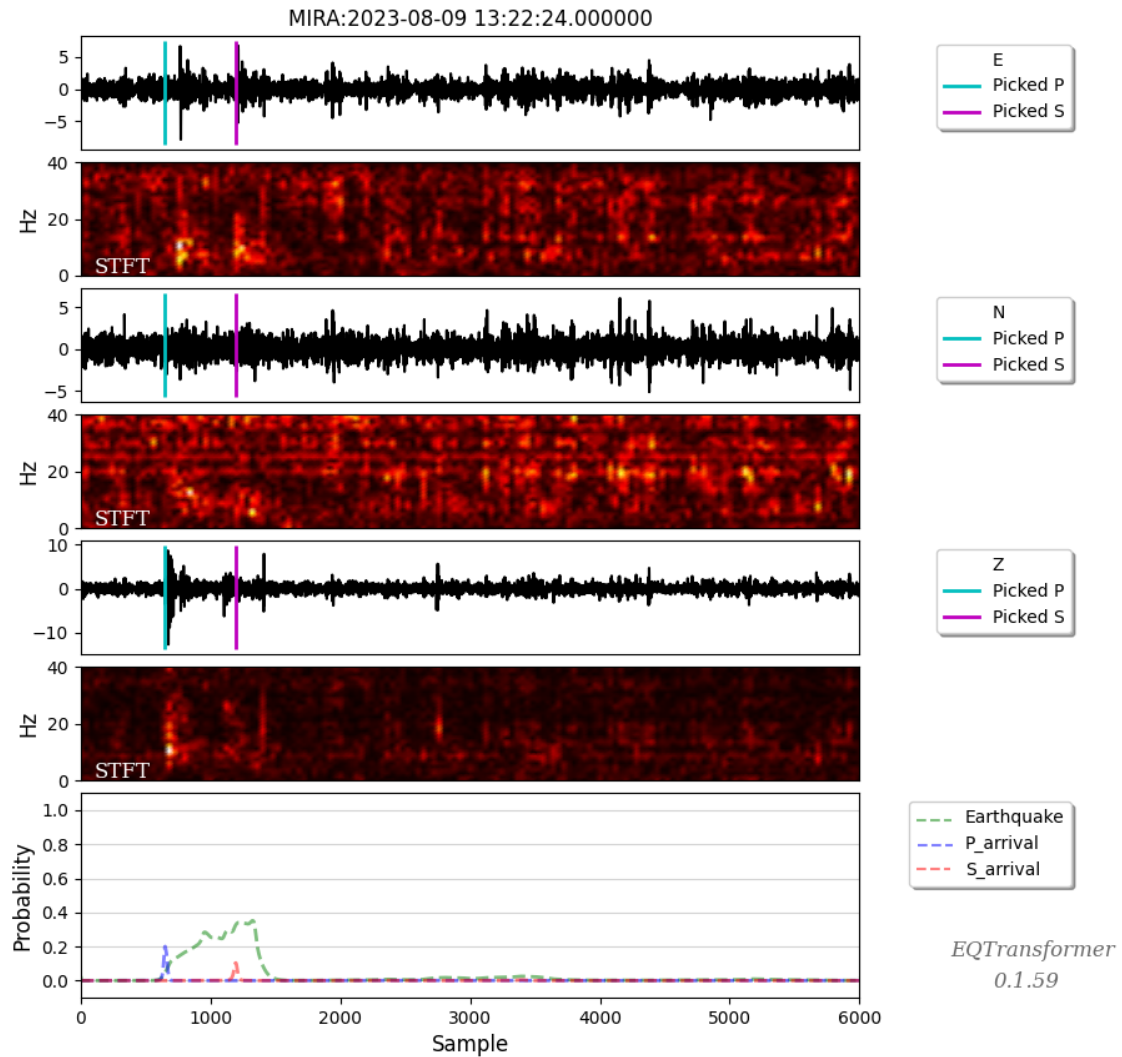 MIRA:2023-08-09 13:22:24.000000
5
0
−5
E
Picked P
Picked S
40
20
0
Hz
STFT
5
0
−5
N
Picked P
Picked S
40
20
0
Hz
STFT
10
0
−10
Z
Picked P
Picked S
40
20
0
Hz
STFT
1.0
0.8
0.6
0.4
0.2
0.0
Probability
Earthquake
P_arrival
S_arrival
EQTransformer
0.1.59
0 1000 2000 3000 4000 5000 6000
Sample